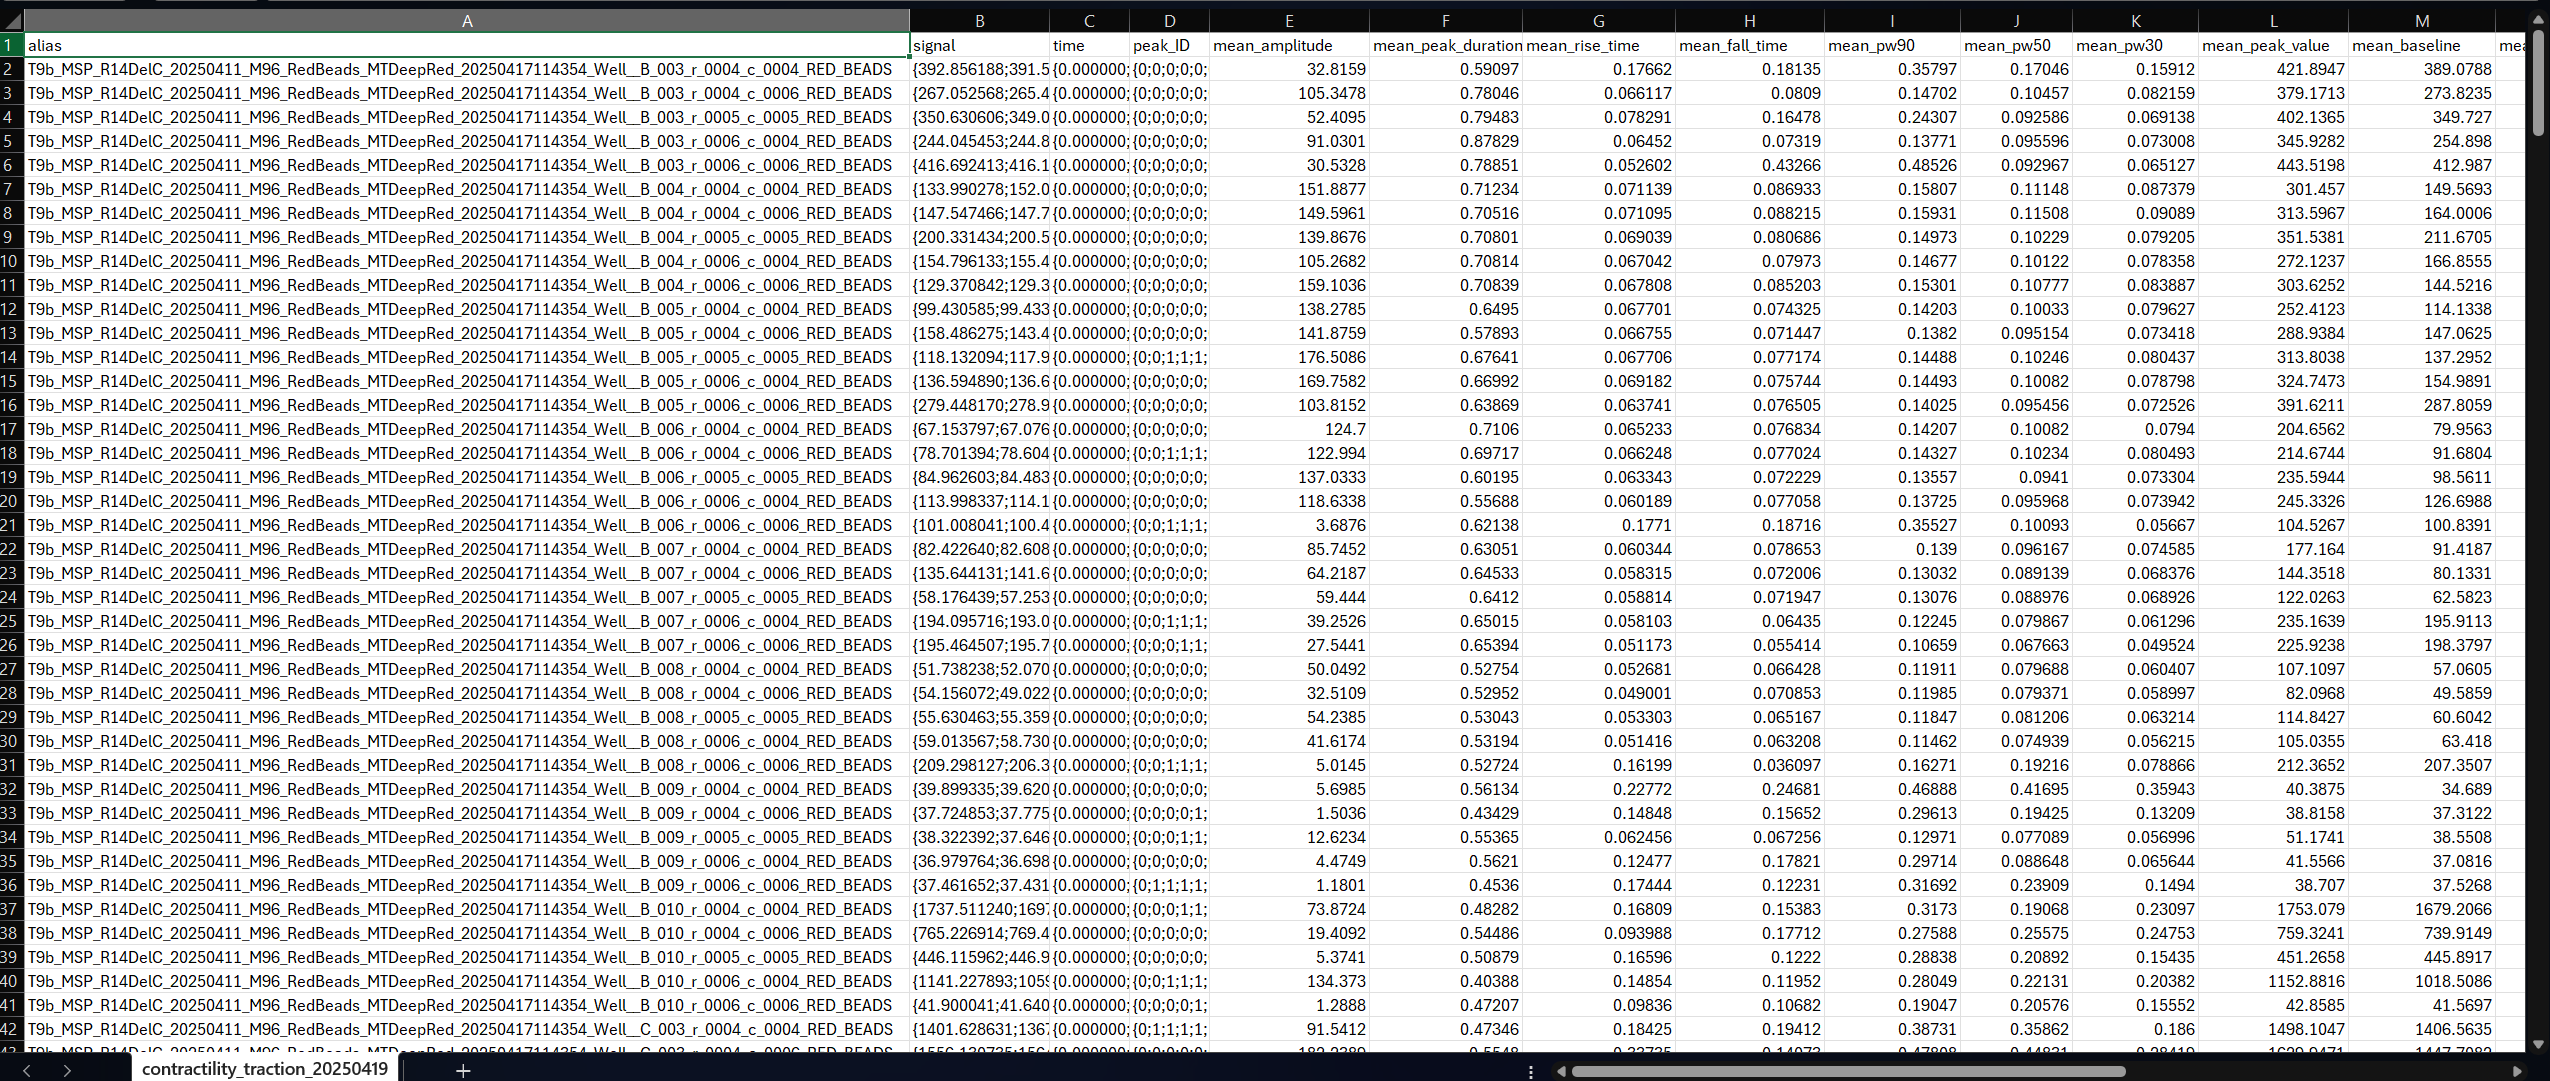 A B C D E F G H I J K L M
1 alias signal time peak_ID mean_amplitude mean_peak_duration mean_rise_time mean_fall_time mean_pw90 mean_pw50 mean_pw30 mean_peak_value mean_baseline mea
2 T9b_MSP_R14DelC_20250411_M96_RedBeads_MTDeepRed_20250417114354_Well__B_003_r_0004_c_0004_RED_BEADS {392.856188;391.5 {0.000000; {0;0;0;0;0; 32.8159 0.59097 0.17662 0.18135 0.35797 0.17046 0.15912 421.8947 389.0788
3 T9b_MSP_R14DelC_20250411_M96_RedBeads_MTDeepRed_20250417114354_Well__B_003_r_0004_c_0006_RED_BEADS {267.052568;265.4 {0.000000; {0;0;0;0;0; 105.3478 0.78046 0.066117 0.0809 0.14702 0.10457 0.082159 379.1713 273.8235
4 T9b_MSP_R14DelC_20250411_M96_RedBeads_MTDeepRed_20250417114354_Well__B_003_r_0005_c_0005_RED_BEADS {350.630606;349.0 {0.000000; {0;0;0;0;0; 52.4095 0.79483 0.078291 0.16478 0.24307 0.092586 0.069138 402.1365 349.727
5 T9b_MSP_R14DelC_20250411_M96_RedBeads_MTDeepRed_20250417114354_Well__B_003_r_0006_c_0004_RED_BEADS {244.045453;244.8 {0.000000; {0;0;0;0;0; 91.0301 0.87829 0.06452 0.07319 0.13771 0.095596 0.073008 345.9282 254.898
6 T9b_MSP_R14DelC_20250411_M96_RedBeads_MTDeepRed_20250417114354_Well__B_003_r_0006_c_0006_RED_BEADS {416.692413;416.1 {0.000000; {0;0;0;0;0; 30.5328 0.78851 0.052602 0.43266 0.48526 0.092967 0.065127 443.5198 412.987
7 T9b_MSP_R14DelC_20250411_M96_RedBeads_MTDeepRed_20250417114354_Well__B_004_r_0004_c_0004_RED_BEADS {133.990278;152.0 {0.000000; {0;0;0;0;0; 151.8877 0.71234 0.071139 0.086933 0.15807 0.11148 0.087379 301.457 149.5693
8 T9b_MSP_R14DelC_20250411_M96_RedBeads_MTDeepRed_20250417114354_Well__B_004_r_0004_c_0006_RED_BEADS {147.547466;147.7 {0.000000; {0;0;0;0;0; 149.5961 0.70516 0.071095 0.088215 0.15931 0.11508 0.09089 313.5967 164.0006
9 T9b_MSP_R14DelC_20250411_M96_RedBeads_MTDeepRed_20250417114354_Well__B_004_r_0005_c_0005_RED_BEADS {200.331434;200.5 {0.000000; {0;0;0;0;0; 139.8676 0.70801 0.069039 0.080686 0.14973 0.10229 0.079205 351.5381 211.6705
10 T9b_MSP_R14DelC_20250411_M96_RedBeads_MTDeepRed_20250417114354_Well__B_004_r_0006_c_0004_RED_BEADS {154.796133;155.4 {0.000000; {0;0;0;0;0; 105.2682 0.70814 0.067042 0.07973 0.14677 0.10122 0.078358 272.1237 166.8555
11 T9b_MSP_R14DelC_20250411_M96_RedBeads_MTDeepRed_20250417114354_Well__B_004_r_0006_c_0006_RED_BEADS {129.370842;129.3 {0.000000; {0;0;0;0;0; 159.1036 0.70839 0.067808 0.085203 0.15301 0.10777 0.083887 303.6252 144.5216
12 T9b_MSP_R14DelC_20250411_M96_RedBeads_MTDeepRed_20250417114354_Well__B_005_r_0004_c_0004_RED_BEADS {99.430585;99.433 {0.000000; {0;0;0;0;0; 138.2785 0.6495 0.067701 0.074325 0.14203 0.10033 0.079627 252.4123 114.1338
13 T9b_MSP_R14DelC_20250411_M96_RedBeads_MTDeepRed_20250417114354_Well__B_005_r_0004_c_0006_RED_BEADS {158.486275;143.4 {0.000000; {0;0;0;0;0; 141.8759 0.57893 0.066755 0.071447 0.1382 0.095154 0.073418 288.9384 147.0625
14 T9b_MSP_R14DelC_20250411_M96_RedBeads_MTDeepRed_20250417114354_Well__B_005_r_0005_c_0005_RED_BEADS {118.132094;117.9 {0.000000; {0;0;1;1;1; 176.5086 0.67641 0.067706 0.077174 0.14488 0.10246 0.080437 313.8038 137.2952
15 T9b_MSP_R14DelC_20250411_M96_RedBeads_MTDeepRed_20250417114354_Well__B_005_r_0006_c_0004_RED_BEADS {136.594890;136.6 {0.000000; {0;0;0;0;0; 169.7582 0.66992 0.069182 0.075744 0.14493 0.10082 0.078798 324.7473 154.9891
16 T9b_MSP_R14DelC_20250411_M96_RedBeads_MTDeepRed_20250417114354_Well__B_005_r_0006_c_0006_RED_BEADS {279.448170;278.9 {0.000000; {0;0;0;0;0; 103.8152 0.63869 0.063741 0.076505 0.14025 0.095456 0.072526 391.6211 287.8059
17 T9b_MSP_R14DelC_20250411_M96_RedBeads_MTDeepRed_20250417114354_Well__B_006_r_0004_c_0004_RED_BEADS {67.153797;67.076 {0.000000; {0;0;0;0;0; 124.7 0.7106 0.065233 0.076834 0.14207 0.10082 0.0794 204.6562 79.9563
18 T9b_MSP_R14DelC_20250411_M96_RedBeads_MTDeepRed_20250417114354_Well__B_006_r_0004_c_0006_RED_BEADS {78.701394;78.604 {0.000000; {0;0;1;1;1; 122.994 0.69717 0.066248 0.077024 0.14327 0.10234 0.080493 214.6744 91.6804
19 T9b_MSP_R14DelC_20250411_M96_RedBeads_MTDeepRed_20250417114354_Well__B_006_r_0005_c_0005_RED_BEADS {84.962603;84.483 {0.000000; {0;0;0;0;0; 137.0333 0.60195 0.063343 0.072229 0.13557 0.0941 0.073304 235.5944 98.5611
20 T9b_MSP_R14DelC_20250411_M96_RedBeads_MTDeepRed_20250417114354_Well__B_006_r_0006_c_0004_RED_BEADS {113.998337;114.1 {0.000000; {0;0;0;0;0; 118.6338 0.55688 0.060189 0.077058 0.13725 0.095968 0.073942 245.3326 126.6988
21 T9b_MSP_R14DelC_20250411_M96_RedBeads_MTDeepRed_20250417114354_Well__B_006_r_0006_c_0006_RED_BEADS {101.008041;100.4 {0.000000; {0;0;1;1;1; 3.6876 0.62138 0.1771 0.18716 0.35527 0.10093 0.05667 104.5267 100.8391
22 T9b_MSP_R14DelC_20250411_M96_RedBeads_MTDeepRed_20250417114354_Well__B_007_r_0004_c_0004_RED_BEADS {82.422640;82.608 {0.000000; {0;0;0;0;0; 85.7452 0.63051 0.060344 0.078653 0.139 0.096167 0.074585 177.164 91.4187
23 T9b_MSP_R14DelC_20250411_M96_RedBeads_MTDeepRed_20250417114354_Well__B_007_r_0004_c_0006_RED_BEADS {135.644131;141.6 {0.000000; {0;0;0;0;0; 64.2187 0.64533 0.058315 0.072006 0.13032 0.089139 0.068376 144.3518 80.1331
24 T9b_MSP_R14DelC_20250411_M96_RedBeads_MTDeepRed_20250417114354_Well__B_007_r_0005_c_0005_RED_BEADS {58.176439;57.253 {0.000000; {0;0;0;0;0; 59.444 0.6412 0.058814 0.071947 0.13076 0.088976 0.068926 122.0263 62.5823
25 T9b_MSP_R14DelC_20250411_M96_RedBeads_MTDeepRed_20250417114354_Well__B_007_r_0006_c_0004_RED_BEADS {194.095716;193.0 {0.000000; {0;0;1;1;1; 39.2526 0.65015 0.058103 0.06435 0.12245 0.079867 0.061296 235.1639 195.9113
26 T9b_MSP_R14DelC_20250411_M96_RedBeads_MTDeepRed_20250417114354_Well__B_007_r_0006_c_0006_RED_BEADS {195.464507;195.7 {0.000000; {0;0;0;1;1; 27.5441 0.65394 0.051173 0.055414 0.10659 0.067663 0.049524 225.9238 198.3797
27 T9b_MSP_R14DelC_20250411_M96_RedBeads_MTDeepRed_20250417114354_Well__B_008_r_0004_c_0004_RED_BEADS {51.738238;52.070 {0.000000; {0;0;0;0;0; 50.0492 0.52754 0.052681 0.066428 0.11911 0.079688 0.060407 107.1097 57.0605
28 T9b_MSP_R14DelC_20250411_M96_RedBeads_MTDeepRed_20250417114354_Well__B_008_r_0004_c_0006_RED_BEADS {54.156072;49.022 {0.000000; {0;0;0;0;0; 32.5109 0.52952 0.049001 0.070853 0.11985 0.079371 0.058997 82.0968 49.5859
29 T9b_MSP_R14DelC_20250411_M96_RedBeads_MTDeepRed_20250417114354_Well__B_008_r_0005_c_0005_RED_BEADS {55.630463;55.359 {0.000000; {0;0;0;0;0; 54.2385 0.53043 0.053303 0.065167 0.11847 0.081206 0.063214 114.8427 60.6042
30 T9b_MSP_R14DelC_20250411_M96_RedBeads_MTDeepRed_20250417114354_Well__B_008_r_0006_c_0004_RED_BEADS {59.013567;58.730 {0.000000; {0;0;0;0;0; 41.6174 0.53194 0.051416 0.063208 0.11462 0.074939 0.056215 105.0355 63.418
31 T9b_MSP_R14DelC_20250411_M96_RedBeads_MTDeepRed_20250417114354_Well__B_008_r_0006_c_0006_RED_BEADS {209.298127;206.3 {0.000000; {0;0;1;1;1; 5.0145 0.52724 0.16199 0.036097 0.16271 0.19216 0.078866 212.3652 207.3507
32 T9b_MSP_R14DelC_20250411_M96_RedBeads_MTDeepRed_20250417114354_Well__B_009_r_0004_c_0004_RED_BEADS {39.899335;39.620 {0.000000; {0;0;0;0;0; 5.6985 0.56134 0.22772 0.24681 0.46888 0.41695 0.35943 40.3875 34.689
33 T9b_MSP_R14DelC_20250411_M96_RedBeads_MTDeepRed_20250417114354_Well__B_009_r_0004_c_0006_RED_BEADS {37.724853;37.775 {0.000000; {0;0;0;0;1; 1.5036 0.43429 0.14848 0.15652 0.29613 0.19425 0.13209 38.8158 37.3122
34 T9b_MSP_R14DelC_20250411_M96_RedBeads_MTDeepRed_20250417114354_Well__B_009_r_0005_c_0005_RED_BEADS {38.322392;37.646 {0.000000; {0;0;0;1;1; 12.6234 0.55365 0.062456 0.067256 0.12971 0.077089 0.056996 51.1741 38.5508
35 T9b_MSP_R14DelC_20250411_M96_RedBeads_MTDeepRed_20250417114354_Well__B_009_r_0006_c_0004_RED_BEADS {36.979764;36.698 {0.000000; {0;0;0;0;0; 4.4749 0.5621 0.12477 0.17821 0.29714 0.088648 0.065644 41.5566 37.0816
36 T9b_MSP_R14DelC_20250411_M96_RedBeads_MTDeepRed_20250417114354_Well__B_009_r_0006_c_0006_RED_BEADS {37.461652;37.431 {0.000000; {0;1;1;1;1; 1.1801 0.4536 0.17444 0.12231 0.31692 0.23909 0.1494 38.707 37.5268
37 T9b_MSP_R14DelC_20250411_M96_RedBeads_MTDeepRed_20250417114354_Well__B_010_r_0004_c_0004_RED_BEADS {1737.511240;1697 {0.000000; {0;0;0;1;1; 73.8724 0.48282 0.16809 0.15383 0.3173 0.19068 0.23097 1753.079 1679.2066
38 T9b_MSP_R14DelC_20250411_M96_RedBeads_MTDeepRed_20250417114354_Well__B_010_r_0004_c_0006_RED_BEADS {765.226914;769.4 {0.000000; {0;0;0;0;0; 19.4092 0.54486 0.093988 0.17712 0.27588 0.25575 0.24753 759.3241 739.9149
39 T9b_MSP_R14DelC_20250411_M96_RedBeads_MTDeepRed_20250417114354_Well__B_010_r_0005_c_0005_RED_BEADS {446.115962;446.9 {0.000000; {0;0;0;0;0; 5.3741 0.50879 0.16596 0.1222 0.28838 0.20892 0.15435 451.2658 445.8917
40 T9b_MSP_R14DelC_20250411_M96_RedBeads_MTDeepRed_20250417114354_Well__B_010_r_0006_c_0004_RED_BEADS {1141.227893;1059 {0.000000; {0;0;1;1;1; 134.373 0.40388 0.14854 0.11952 0.28049 0.22131 0.20382 1152.8816 1018.5086
41 T9b_MSP_R14DelC_20250411_M96_RedBeads_MTDeepRed_20250417114354_Well__B_010_r_0006_c_0006_RED_BEADS {41.900041;41.640 {0.000000; {0;0;0;0;1; 1.2888 0.47207 0.09836 0.10682 0.19047 0.20576 0.15552 42.8585 41.5697
42 T9b_MSP_R14DelC_20250411_M96_RedBeads_MTDeepRed_20250417114354_Well__C_003_r_0004_c_0004_RED_BEADS {1401.628631;1367 {0.000000; {0;1;1;1;1; 91.5412 0.47346 0.18425 0.19412 0.38731 0.35862 0.186 1498.1047 1406.5635
contractility_traction_20250419